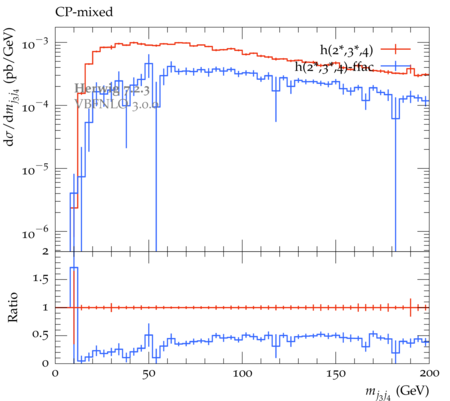 CP-mixed
dσ/dm_{j₃j₄} (pb/GeV)
10⁻³
10⁻⁴
10⁻⁵
10⁻⁶
h(2*,3*,4)
h(2*,3*,4)-ffac
Herwig 7.2.3
VBFNLO 3.0.0
Ratio
2
1.5
1
0.5
0
0 50 100 150 200
m_{j₃j₄} (GeV)